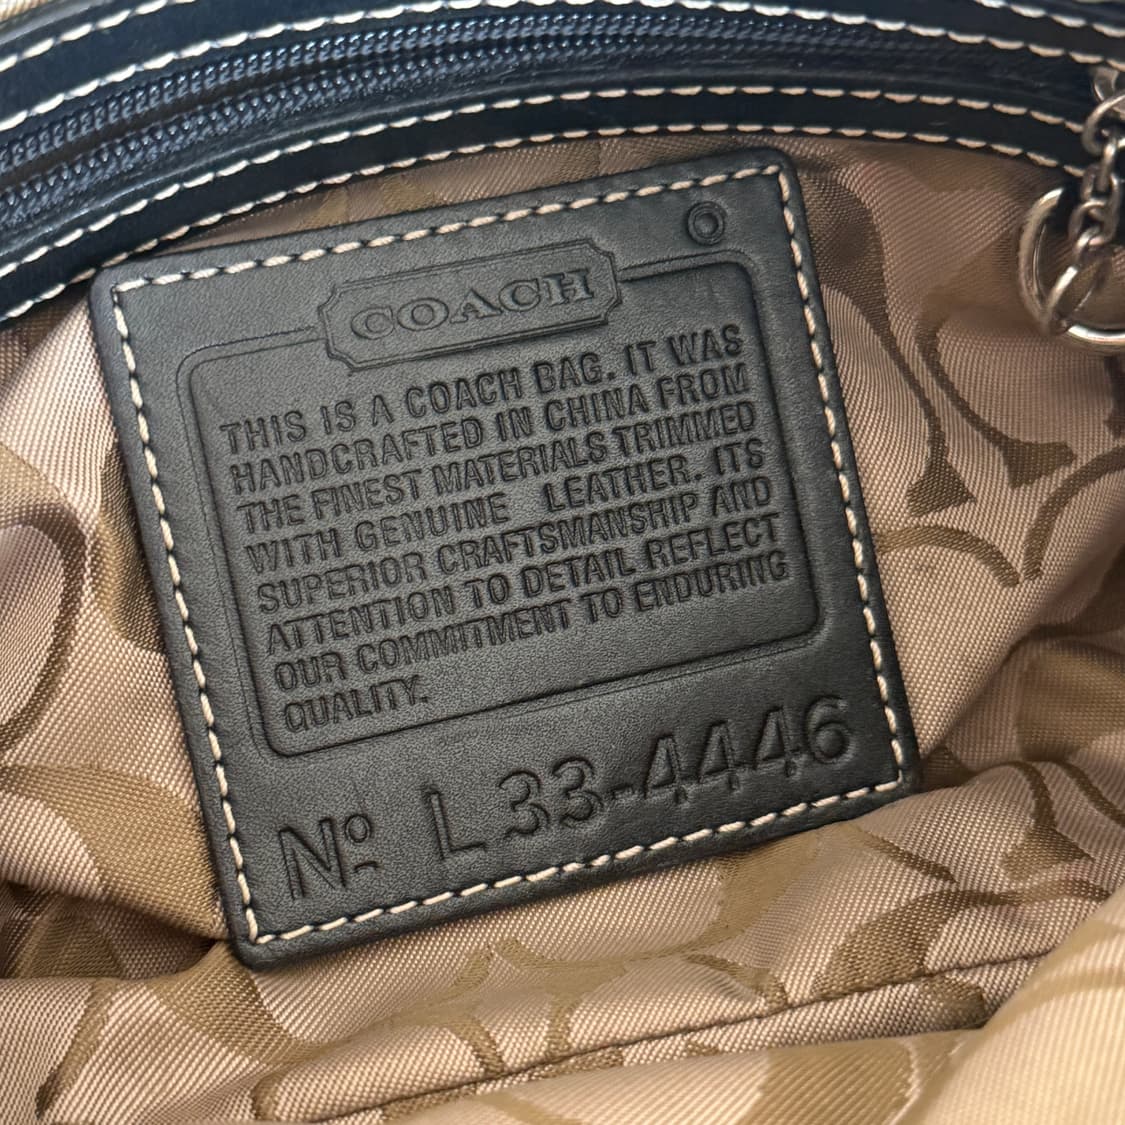 COACH
THIS IS A COACH BAG. IT WAS
HANDCRAFTED IN CHINA FROM
THE FINEST MATERIALS TRIMMED
WITH GENUINE LEATHER. ITS
SUPERIOR CRAFTSMANSHIP AND
ATTENTION TO DETAIL REFLECT
OUR COMMITMENT TO ENDURING
QUALITY.
Nº L33-4446